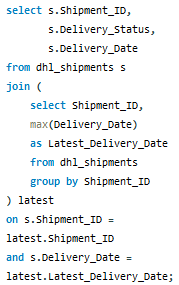 select s.Shipment_ID,
s.Delivery_Status,
s.Delivery_Date
from dhl_shipments s
join (
select Shipment_ID,
max(Delivery_Date)
as Latest_Delivery_Date
from dhl_shipments
group by Shipment_ID
) latest
on s.Shipment_ID =
latest.Shipment_ID
and s.Delivery_Date =
latest.Latest_Delivery_Date;